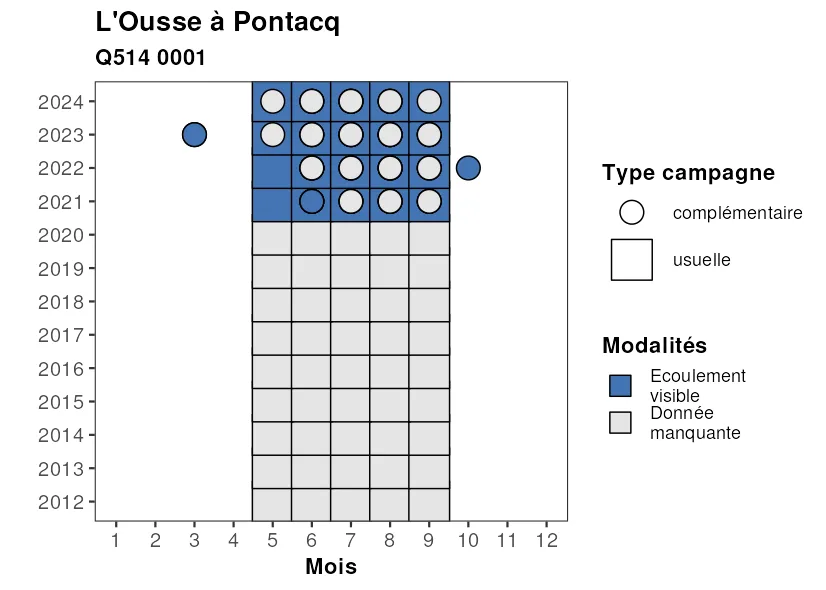 L'Ousse à Pontacq
Q514 0001
2024
2023
2022
2021
2020
2019
2018
2017
2016
2015
2014
2013
2012
1 2 3 4 5 6 7 8 9 10 11 12
Mois
Type campagne
complémentaire
usuelle
Modalités
Ecoulement
visible
Donnée
manquante